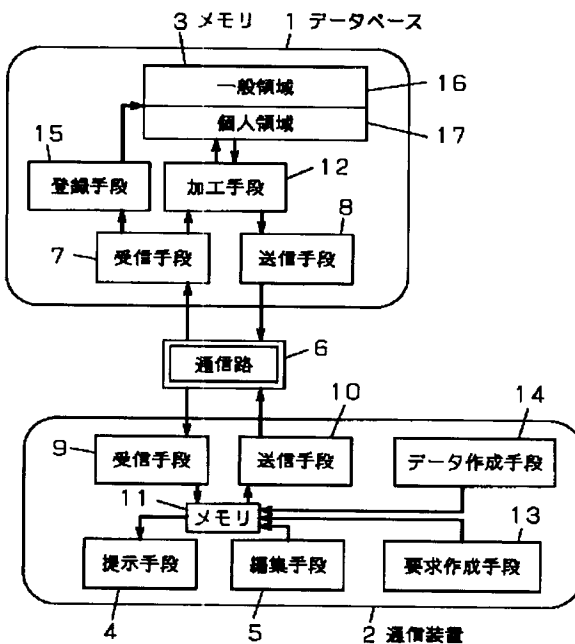 3 メモリ 1 データベース
一般領域 16
個人領域 17
15 12
登録手段 加工手段 8
7 受信手段 送信手段
通信路 6
10 14
9 受信手段 送信手段 データ作成手段
11 メモリ 13
提示手段 編集手段 要求作成手段
4 5 2 通信装置